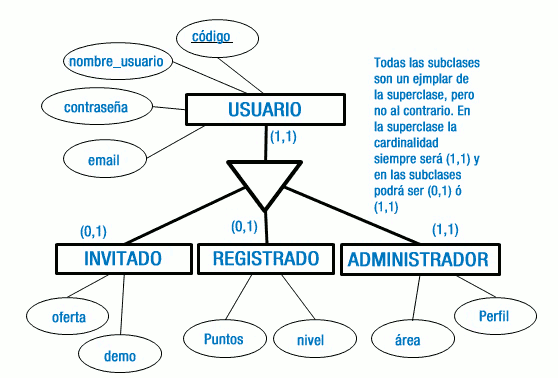 código
nombre_usuario
contraseña
email
USUARIO
(1,1)
Todas las subclases
son un ejmplar de
la superclase, pero
no al contrario. En
la superclase la
cardinalidad
siempre será (1,1) y
en las subclases
podrá ser (0,1) ó
(1,1)
(0,1)
(0,1)
(1,1)
INVITADO
REGISTRADO
ADMINISTRADOR
oferta
demo
Puntos
nivel
área
Perfil